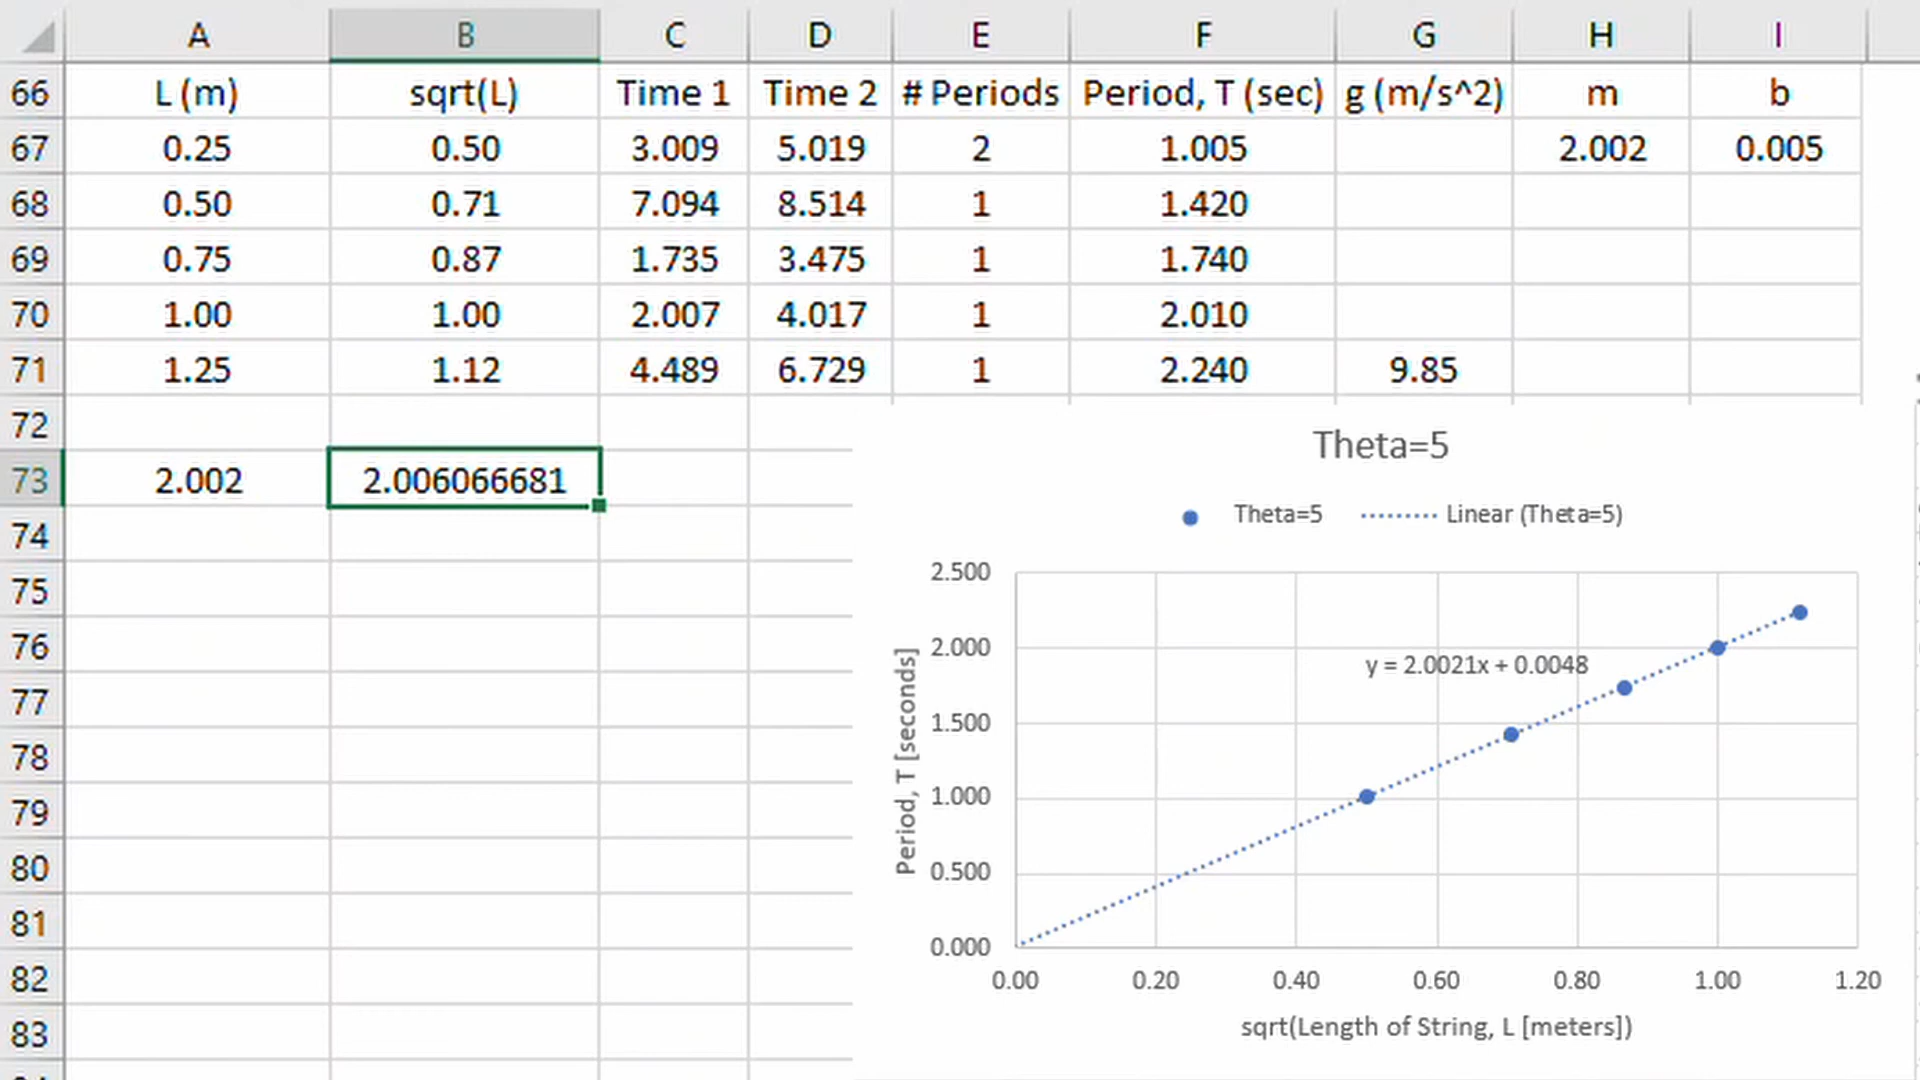 A B C D E F G H I
66 L (m) sqrt(L) Time 1 Time 2 # Periods Period, T (sec) g (m/s^2) m b
67 0.25 0.50 3.009 5.019 2 1.005 2.002 0.005
68 0.50 0.71 7.094 8.514 1 1.420
69 0.75 0.87 1.735 3.475 1 1.740
70 1.00 1.00 2.007 4.017 1 2.010
71 1.25 1.12 4.489 6.729 1 2.240 9.85
72
73 2.002 2.006066681
74
75
76
77
78
79
80
81
82
83
Theta=5
Theta=5 Linear (Theta=5)
y = 2.0021x + 0.0048
Period, T [seconds]
2.500
2.000
1.500
1.000
0.500
0.000
0.00 0.20 0.40 0.60 0.80 1.00 1.20
sqrt(Length of String, L [meters])